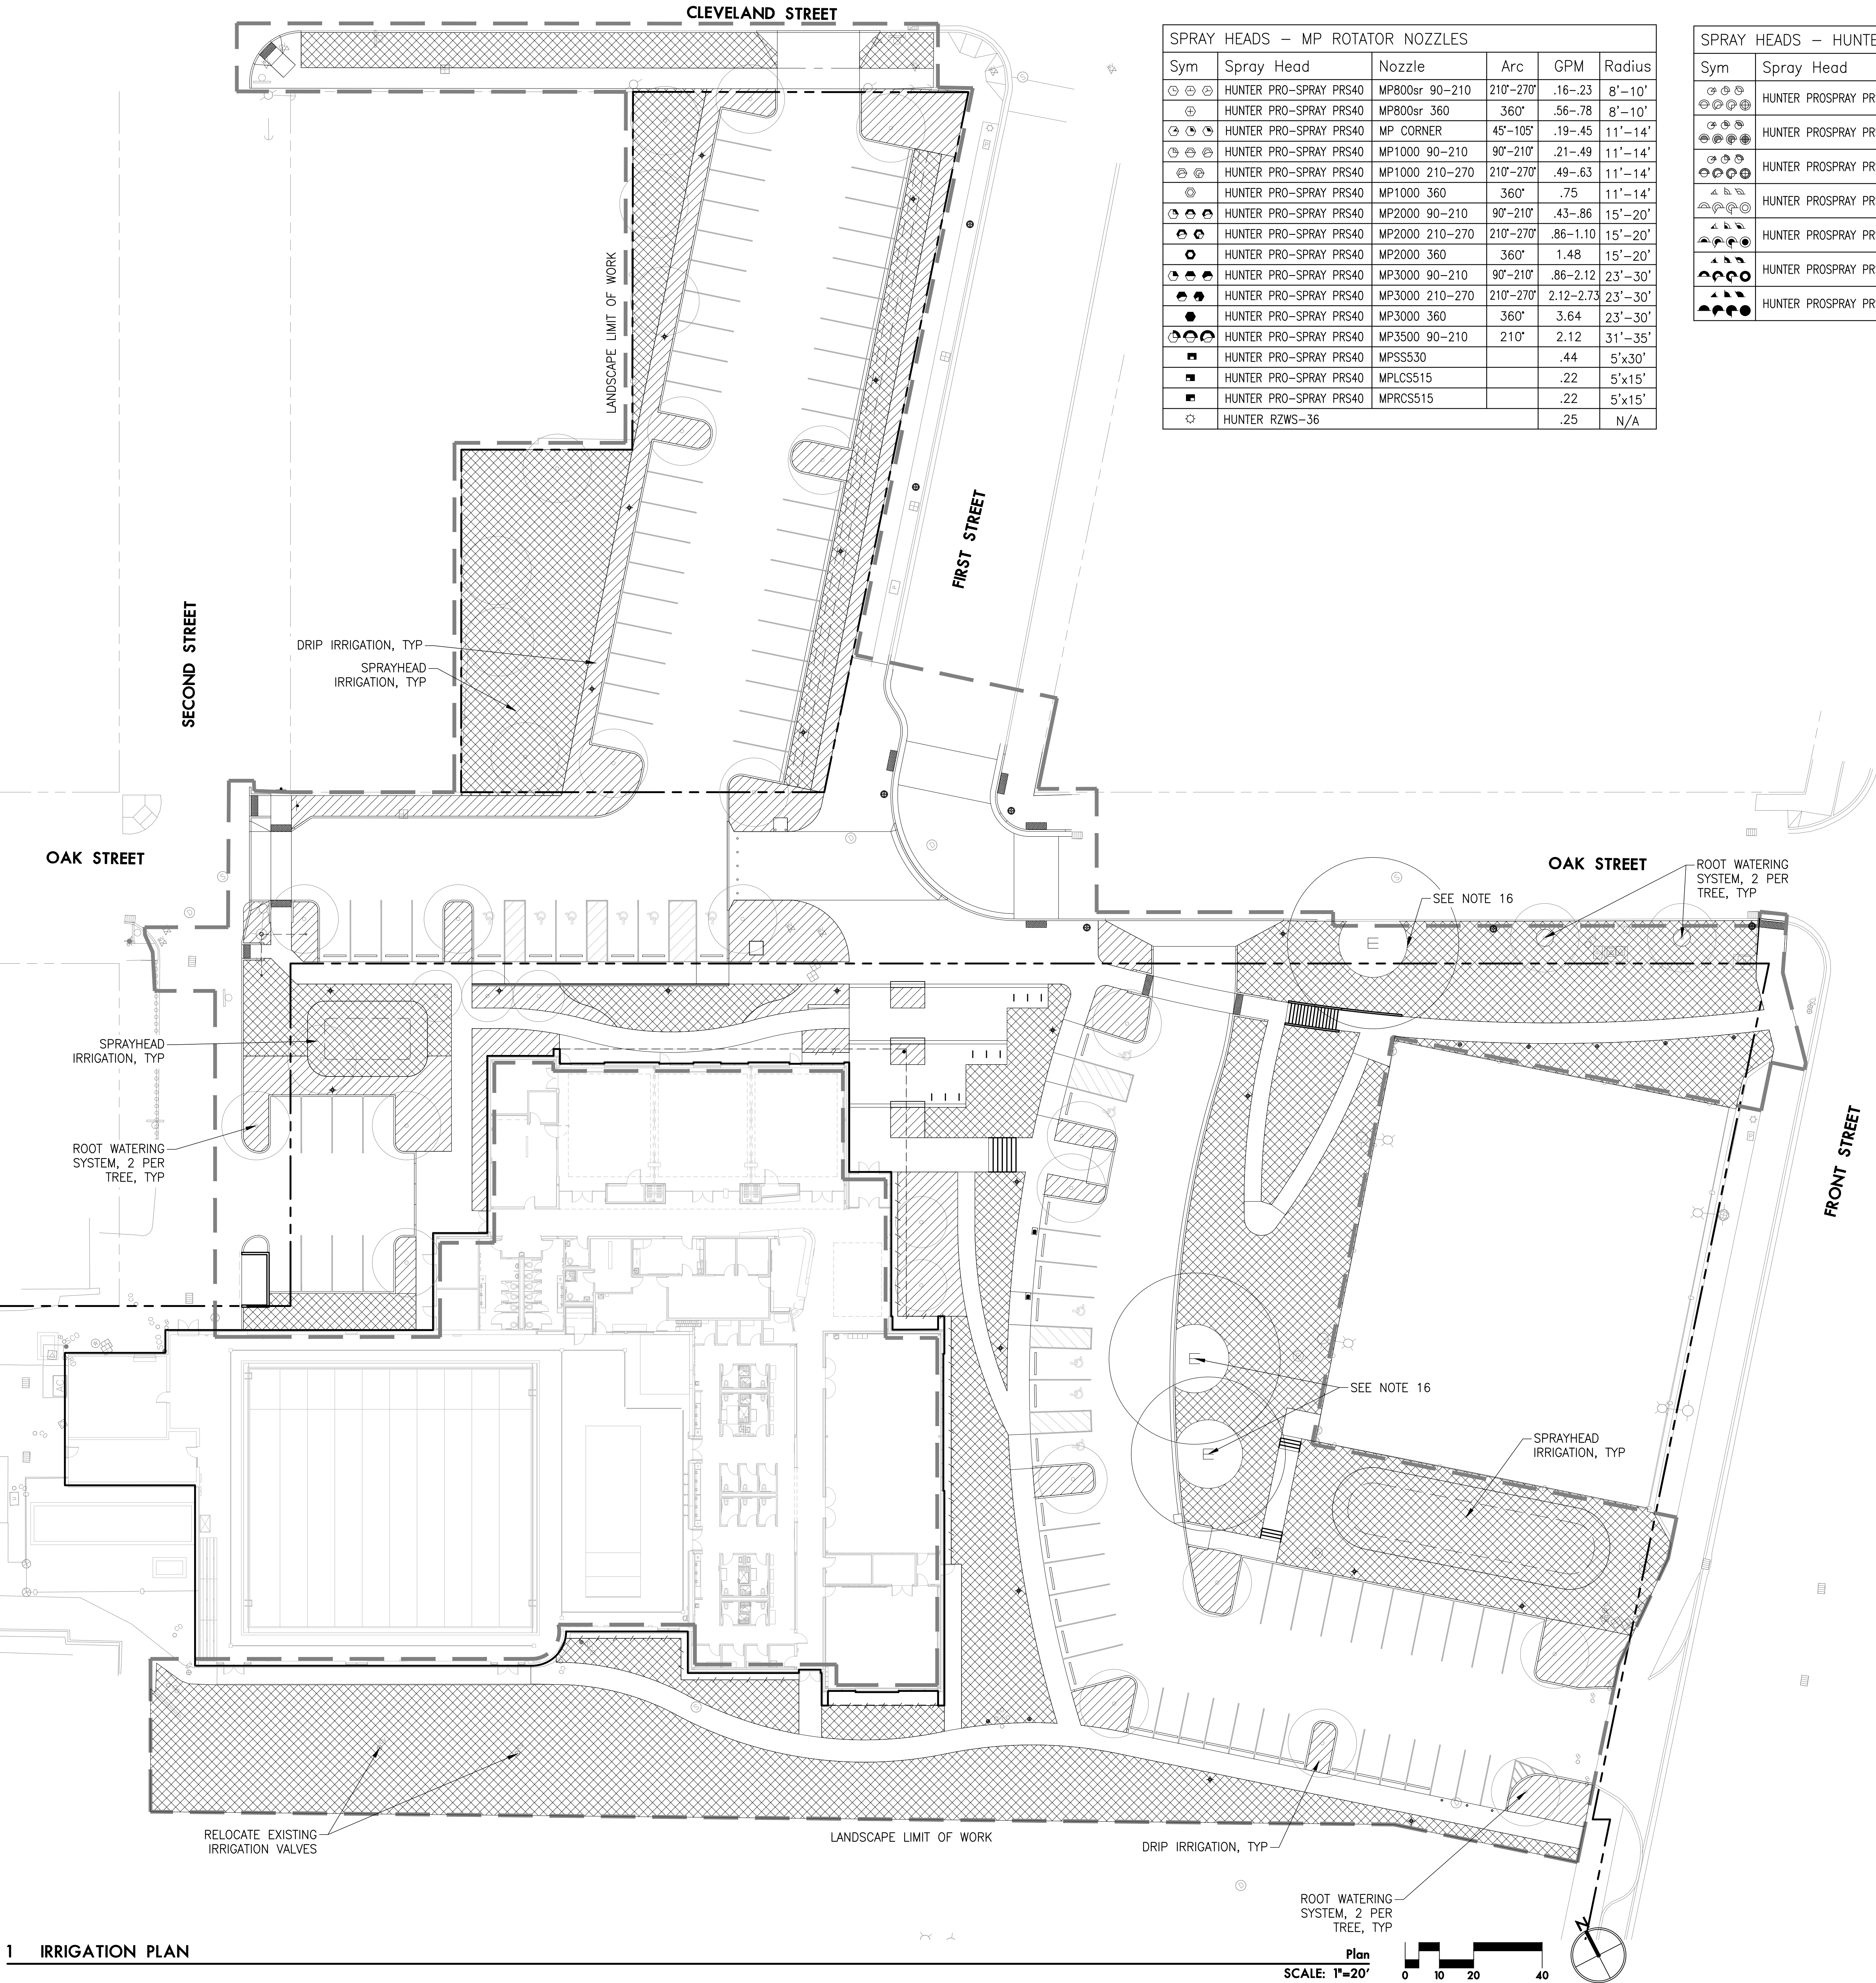 CLEVELAND STREET
SPRAY HEADS – MP ROTATOR NOZZLES
Sym Spray Head Nozzle Arc GPM Radius
HUNTER PRO–SPRAY PRS40 MP800sr 90–210 210°–270° .16–.23 8'–10'
HUNTER PRO–SPRAY PRS40 MP800sr 360 360° .56–.78 8'–10'
HUNTER PRO–SPRAY PRS40 MP CORNER 45°–105° .19–.45 11'–14'
HUNTER PRO–SPRAY PRS40 MP1000 90–210 90°–210° .21–.49 11'–14'
HUNTER PRO–SPRAY PRS40 MP1000 210–270 210°–270° .49–.63 11'–14'
HUNTER PRO–SPRAY PRS40 MP1000 360 360° .75 11'–14'
HUNTER PRO–SPRAY PRS40 MP2000 90–210 90°–210° .43–.86 15'–20'
HUNTER PRO–SPRAY PRS40 MP2000 210–270 210°–270° .86–1.10 15'–20'
HUNTER PRO–SPRAY PRS40 MP2000 360 360° 1.48 15'–20'
HUNTER PRO–SPRAY PRS40 MP3000 90–210 90°–210° .86–2.12 23'–30'
HUNTER PRO–SPRAY PRS40 MP3000 210–270 210°–270° 2.12–2.73 23'–30'
HUNTER PRO–SPRAY PRS40 MP3000 360 360° 3.64 23'–30'
HUNTER PRO–SPRAY PRS40 MP3500 90–210 210° 2.12 31'–35'
HUNTER PRO–SPRAY PRS40 MPSS530 .44 5'x30'
HUNTER PRO–SPRAY PRS40 MPLCS515 .22 5'x15'
HUNTER PRO–SPRAY PRS40 MPRCS515 .22 5'x15'
HUNTER RZWS–36 .25 N/A
SPRAY HEADS – HUNTE
Sym Spray Head
HUNTER PROSPRAY PR
HUNTER PROSPRAY PR
HUNTER PROSPRAY PR
HUNTER PROSPRAY PR
HUNTER PROSPRAY PR
HUNTER PROSPRAY PR
HUNTER PROSPRAY PR
LANDSCAPE LIMIT OF WORK
FIRST STREET
SECOND STREET
DRIP IRRIGATION, TYP
SPRAYHEAD
IRRIGATION, TYP
OAK STREET
OAK STREET
ROOT WATERING
SYSTEM, 2 PER
TREE, TYP
SEE NOTE 16
E
SPRAYHEAD
IRRIGATION, TYP
ROOT WATERING
SYSTEM, 2 PER
TREE, TYP
FRONT STREET
E
SEE NOTE 16
E
SPRAYHEAD
IRRIGATION, TYP
RELOCATE EXISTING
IRRIGATION VALVES
LANDSCAPE LIMIT OF WORK
DRIP IRRIGATION, TYP
ROOT WATERING
SYSTEM, 2 PER
TREE, TYP
1 IRRIGATION PLAN
Plan
SCALE: 1"=20'
0 10 20 40
N